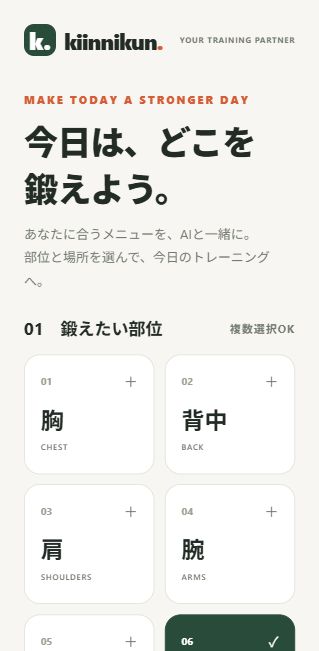 k. kiinnikun. YOUR TRAINING PARTNER
MAKE TODAY A STRONGER DAY
今日は、どこを
鍛えよう。
あなたに合うメニューを、AIと一緒に。
部位と場所を選んで、今日のトレーニング
へ。
01 鍛えたい部位 複数選択OK
01 +
胸
CHEST
02 +
背中
BACK
03 +
肩
SHOULDERS
04 +
腕
ARMS
05 +
06 ✓